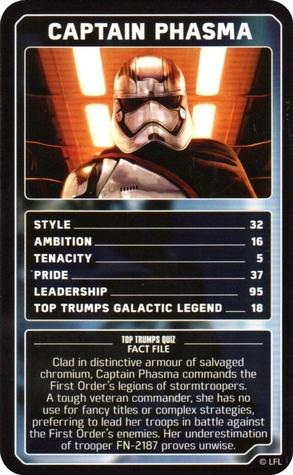 CAPTAIN PHASMA
STYLE 32
AMBITION 16
TENACITY 5
PRIDE 37
LEADERSHIP 95
TOP TRUMPS GALACTIC LEGEND 18
TOP TRUMPS QUIZ
FACT FILE
Clad in distinctive armour of salvaged
chromium, Captain Phasma commands the
First Order's legions of stormtroopers.
A tough veteran commander, she has no
use for fancy titles or complex strategies,
preferring to lead her troops in battle against
the First Order's enemies. Her underestimation
of trooper FN-2187 proves unwise.
© LFL